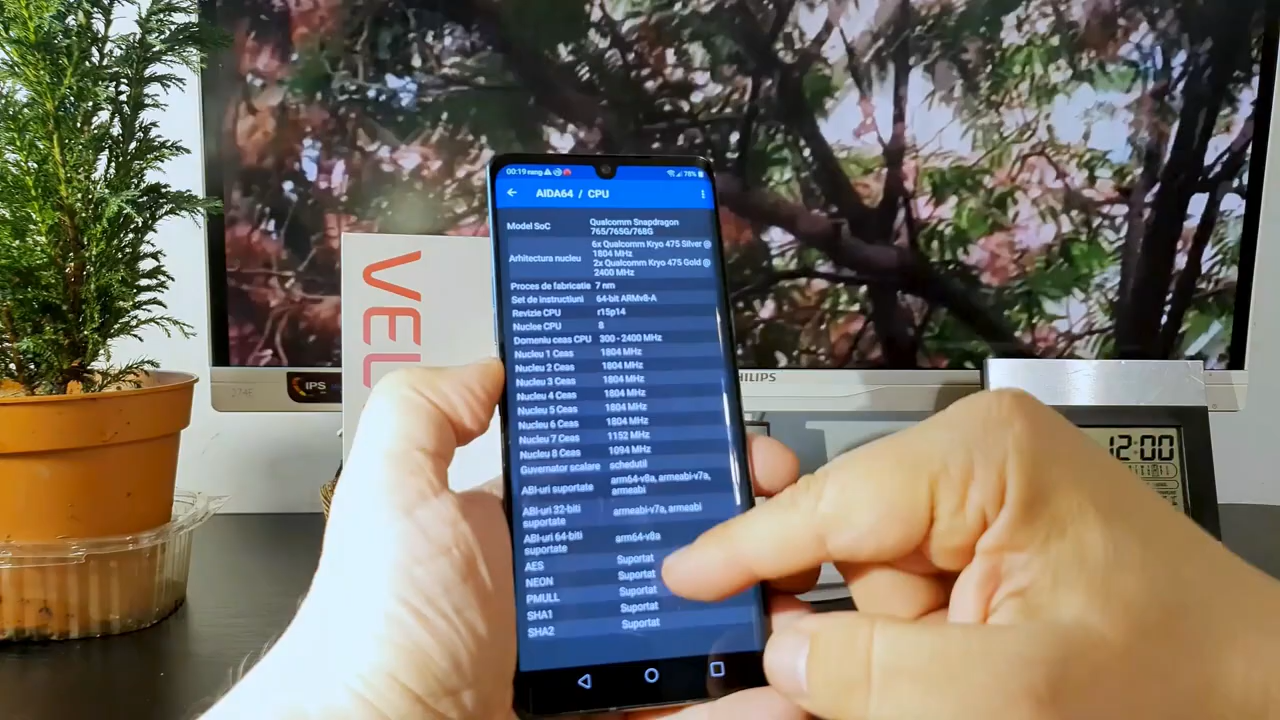 00:19 78%
AIDA64 / CPU
Model SoC Qualcomm Snapdragon
765/765G/768G
Arhitectura nucleu 6x Qualcomm Kryo 475 Silver @
1804 MHz
2x Qualcomm Kryo 475 Gold @
2400 MHz
Proces de fabricatie 7 nm
Set de instructiuni 64-bit ARMv8-A
Revizie CPU r15p14
Nuclee CPU 8
Domeniu ceas CPU 300 - 2400 MHz
Nucleu 1 Ceas 1804 MHz
Nucleu 2 Ceas 1804 MHz
Nucleu 3 Ceas 1804 MHz
Nucleu 4 Ceas 1804 MHz
Nucleu 5 Ceas 1804 MHz
Nucleu 6 Ceas 1804 MHz
Nucleu 7 Ceas 1152 MHz
Nucleu 8 Ceas 1094 MHz
Guvernator scalare schedutil
ABI-uri suportate arm64-v8a, armeabi-v7a,
armeabi
ABI-uri 32-biti
suportate armeabi-v7a, armeabi
ABI-uri 64-biti
suportate arm64-v8a
AES Suportat
NEON Suportat
PMULL Suportat
SHA1 Suportat
SHA2 Suportat
VEL
IPS
HILIPS
12:00